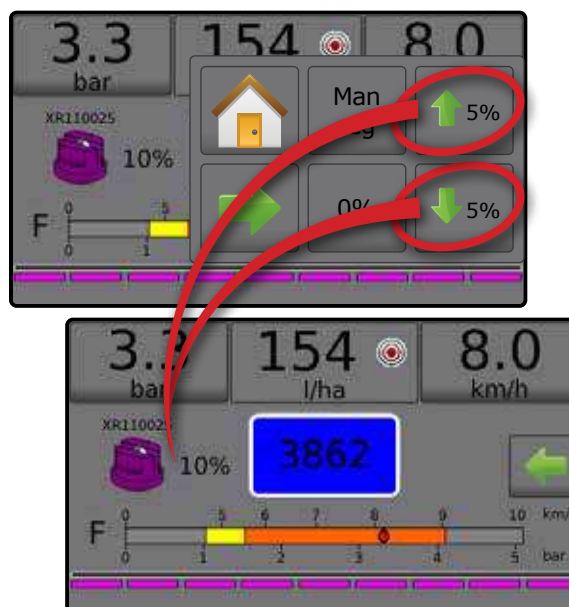 3.3 154 8.0
bar
Man
5%
XR110025
10%
0% 5%
0 5
F
0 1
3.3 154 8.0
bar l/ha km/h
XR110025
10% 3862
0 5 6 7 8 9 10 km/
F
0 1 2 3 4 5 bar